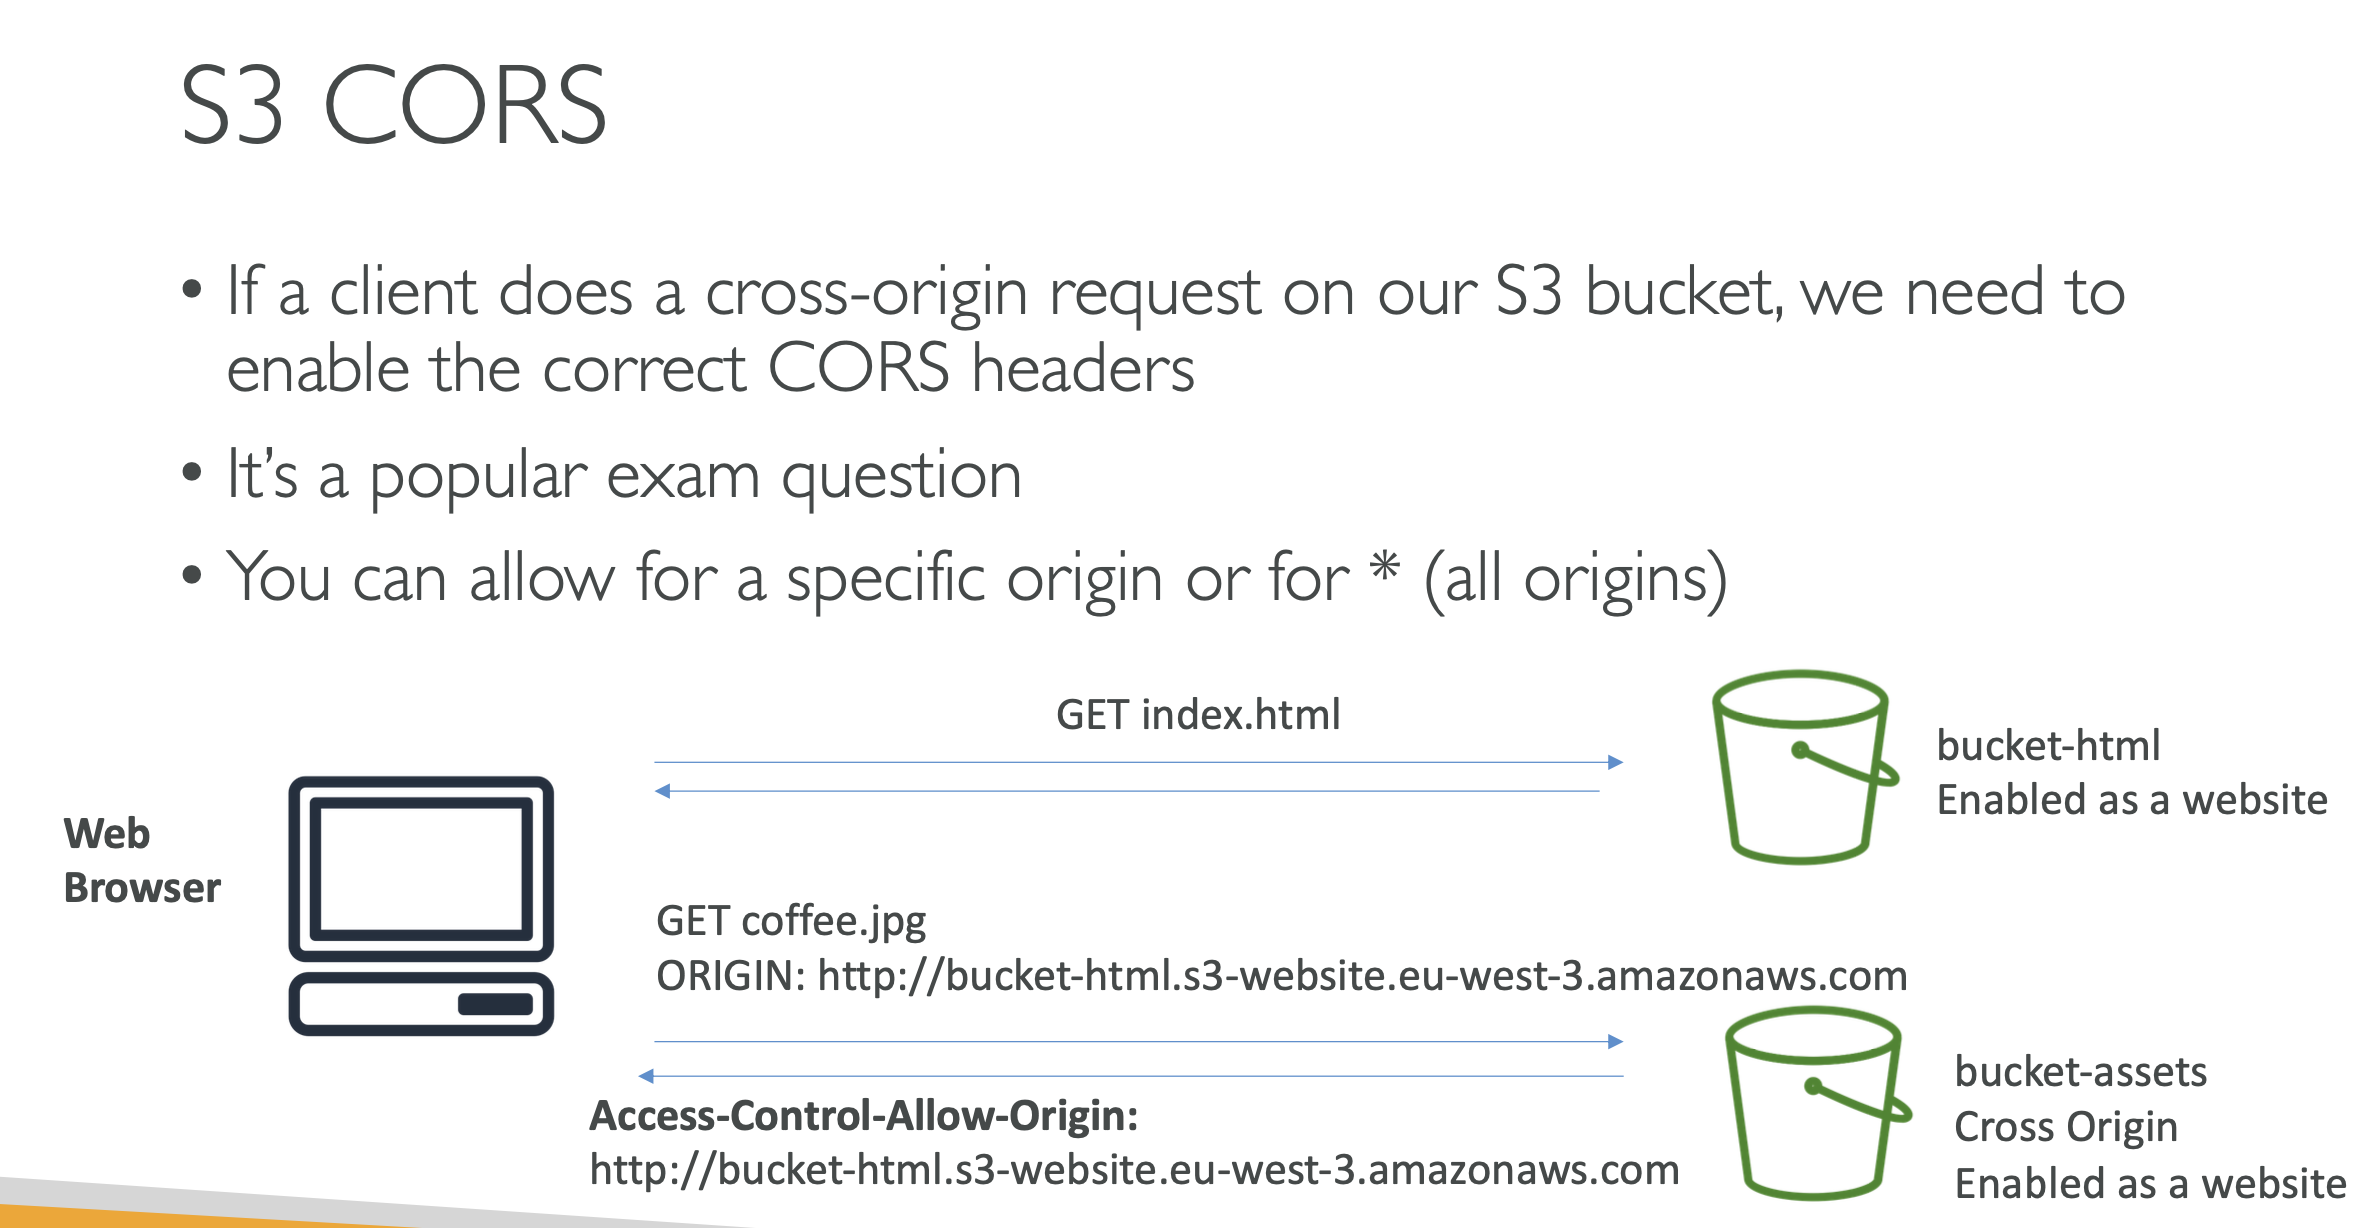 S3 CORS
• If a client does a cross-origin request on our S3 bucket, we need to
enable the correct CORS headers
• It’s a popular exam question
• You can allow for a specific origin or for * (all origins)
GET index.html
bucket-html
Enabled as a website
Web
Browser
GET coffee.jpg
ORIGIN: http://bucket-html.s3-website.eu-west-3.amazonaws.com
bucket-assets
Cross Origin
Enabled as a website
Access-Control-Allow-Origin:
http://bucket-html.s3-website.eu-west-3.amazonaws.com